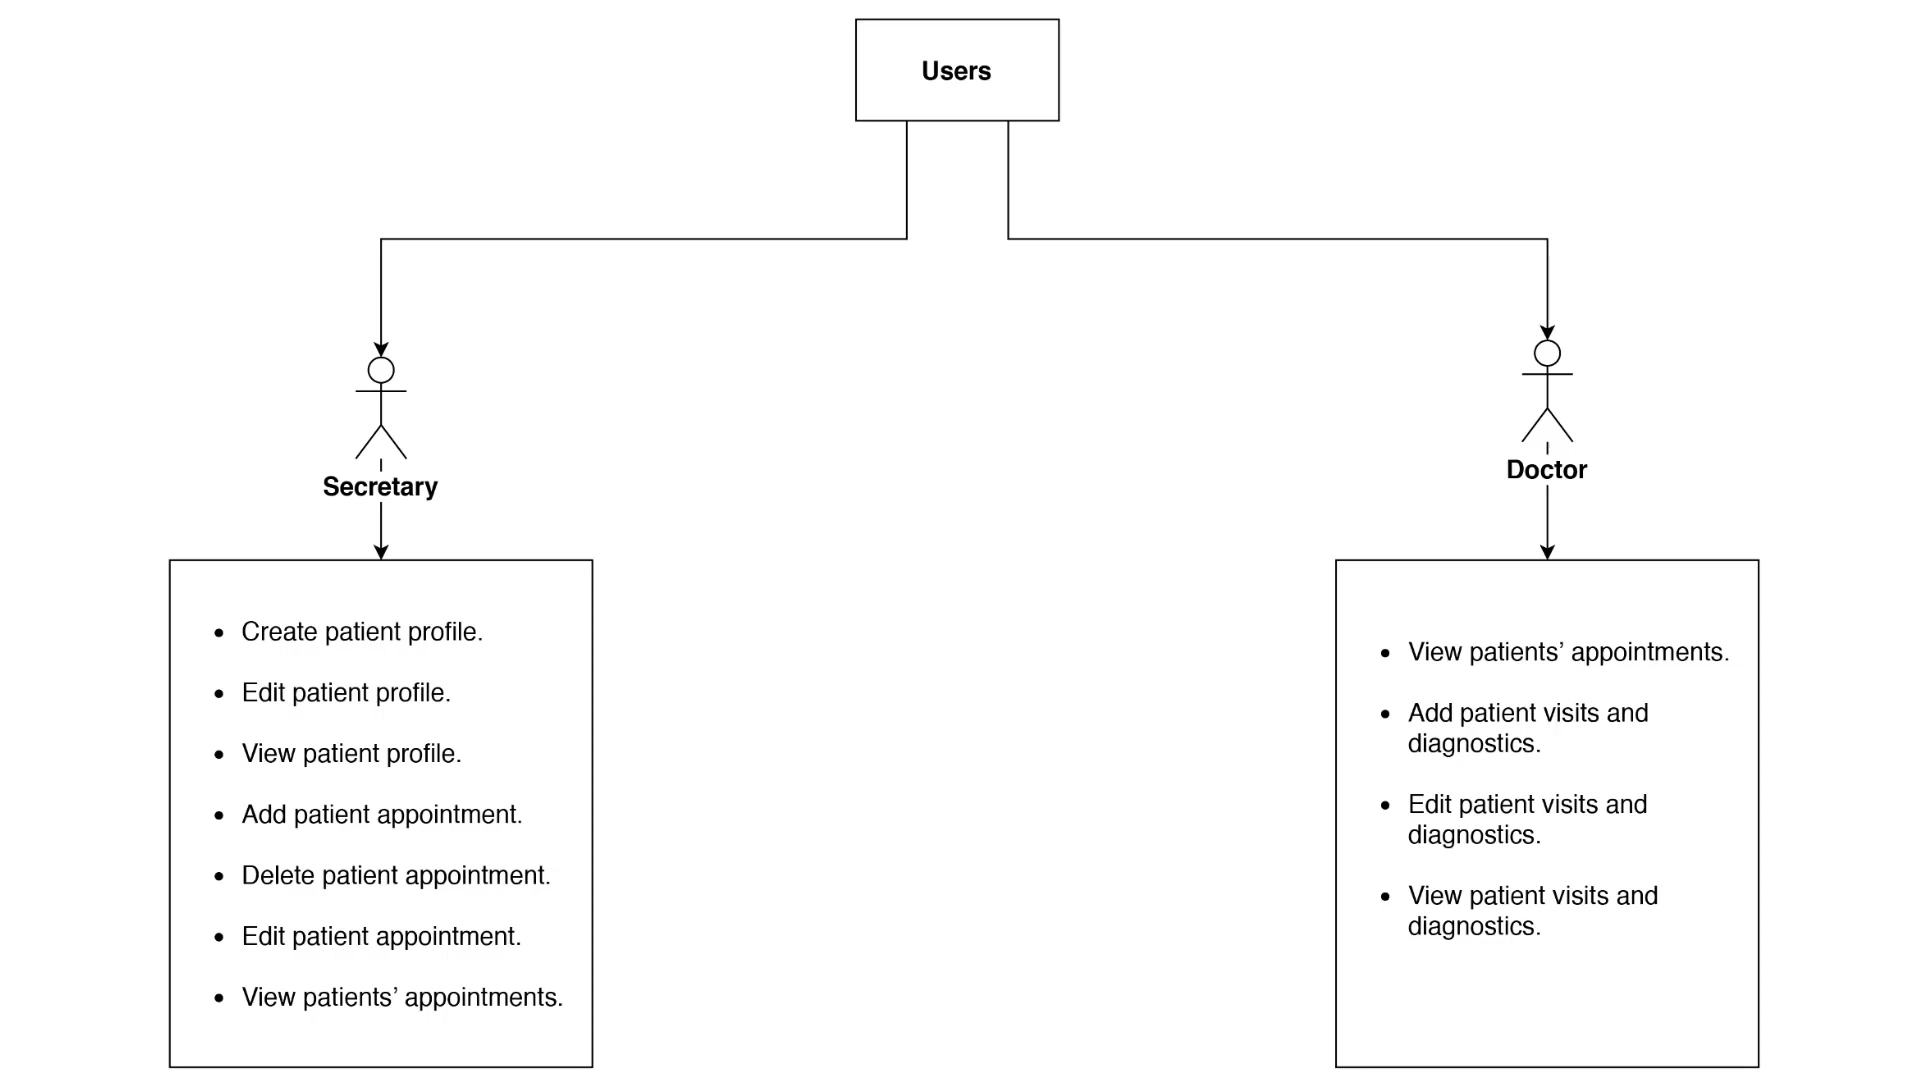 Users
Secretary
Doctor
• Create patient profile.
• Edit patient profile.
• View patient profile.
• Add patient appointment.
• Delete patient appointment.
• Edit patient appointment.
• View patients’ appointments.
• View patients’ appointments.
• Add patient visits and
diagnostics.
• Edit patient visits and
diagnostics.
• View patient visits and
diagnostics.